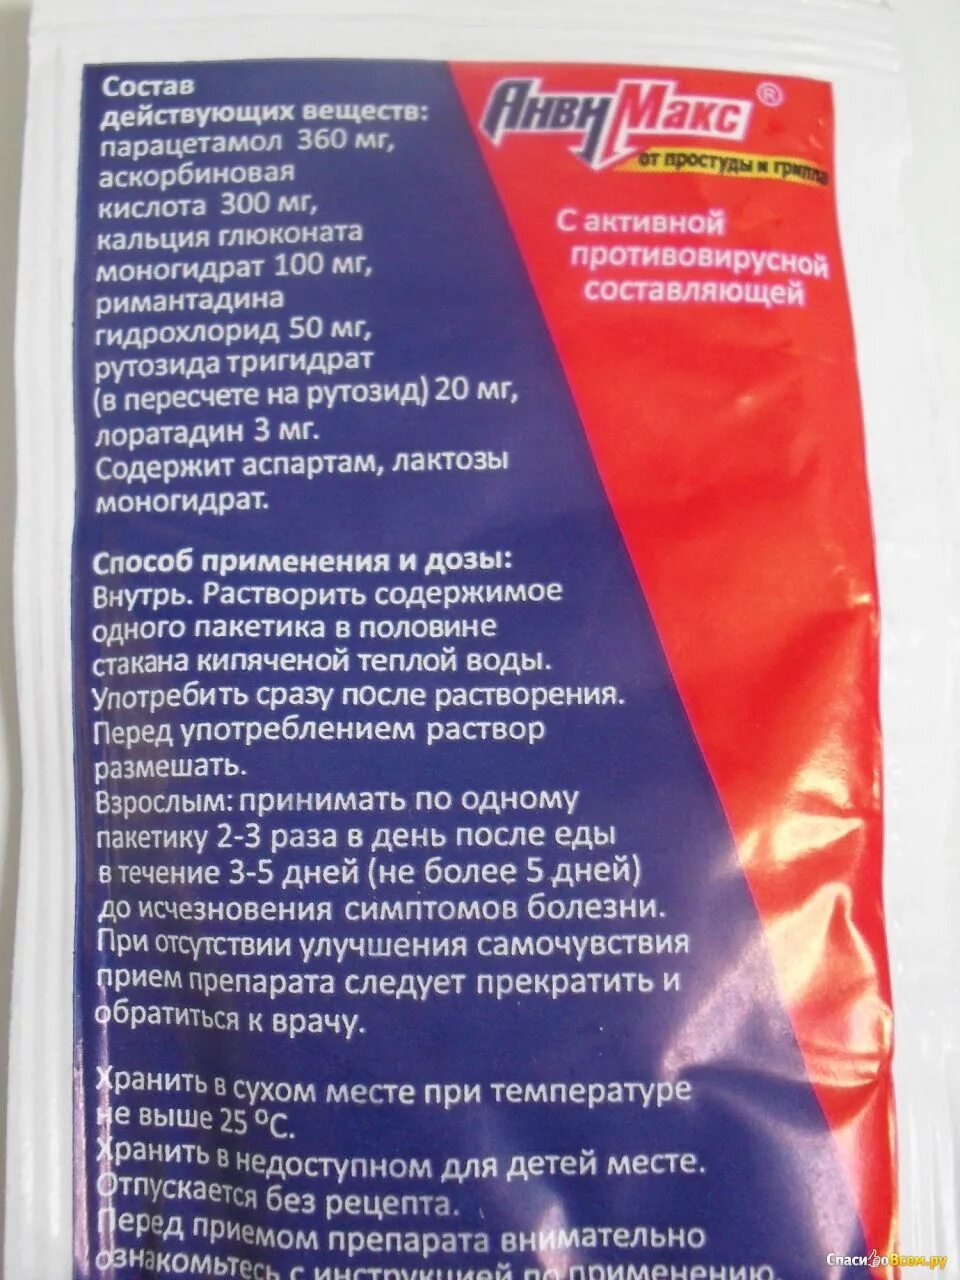 Состав
действующих веществ:
парацетамол 360 мг,
аскорбиновая
кислота 300 мг,
кальция глюконата
моногидрат 100 мг,
римантадина
гидрохлорид 50 мг,
рутозида тригидрат
(в пересчете на рутозид) 20 мг,
лоратадин 3 мг.
Содержит аспартам, лактозы
моногидрат.
Способ применения и дозы:
Внутрь. Растворить содержимое
одного пакетика в половине
стакана кипяченой теплой воды.
Употребить сразу после растворения.
Перед употреблением раствор
размешать.
Взрослым: принимать по одному
пакетику 2-3 раза в день после еды
в течение 3-5 дней (не более 5 дней)
до исчезновения симптомов болезни.
При отсутствии улучшения самочувствия
прием препарата следует прекратить и
обратиться к врачу.
Хранить в сухом месте при температуре
не выше 25 °С.
Хранить в недоступном для детей месте.
Отпускается без рецепта.
Перед приемом препарата внимательно
ознакомьтесь с инструкцией по применению
АнвиМакс®
от простуды и гриппа
С активной
противовирусной
составляющей
СпасибоВсем.ру